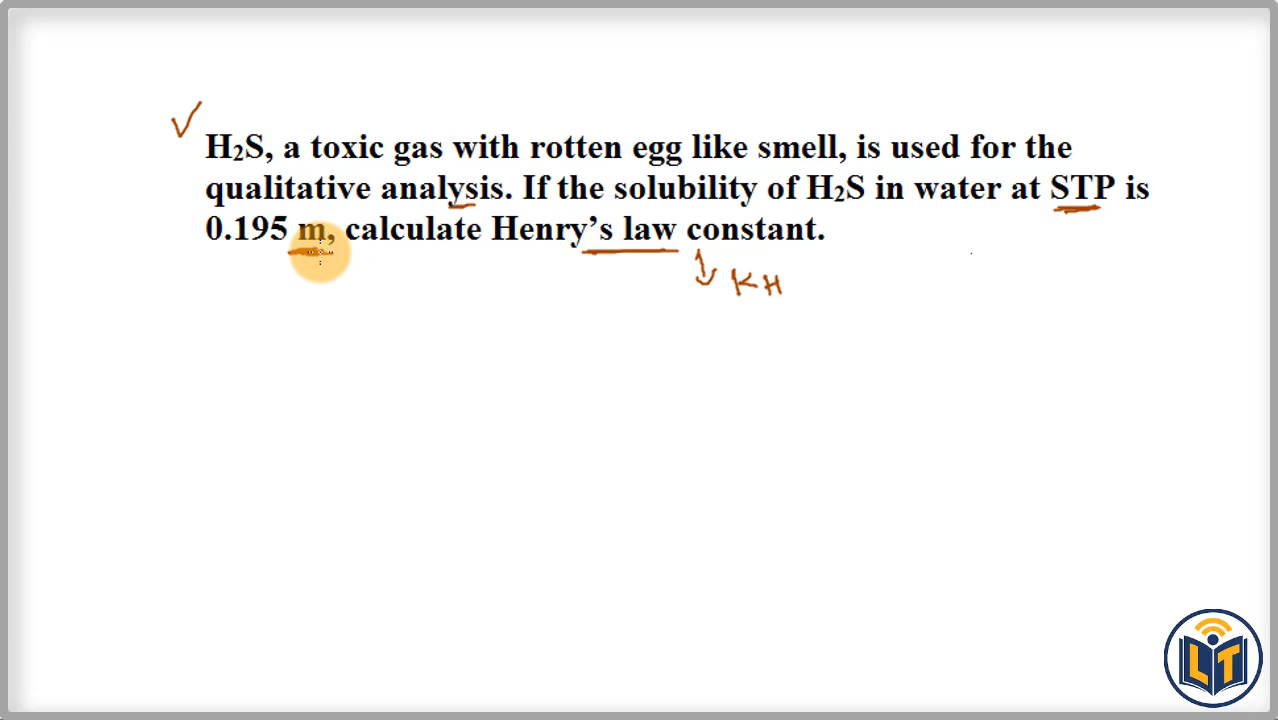 H₂S, a toxic gas with rotten egg like smell, is used for the
qualitative analysis. If the solubility of H₂S in water at STP is
0.195 m, calculate Henry’s law constant.
KH
LT